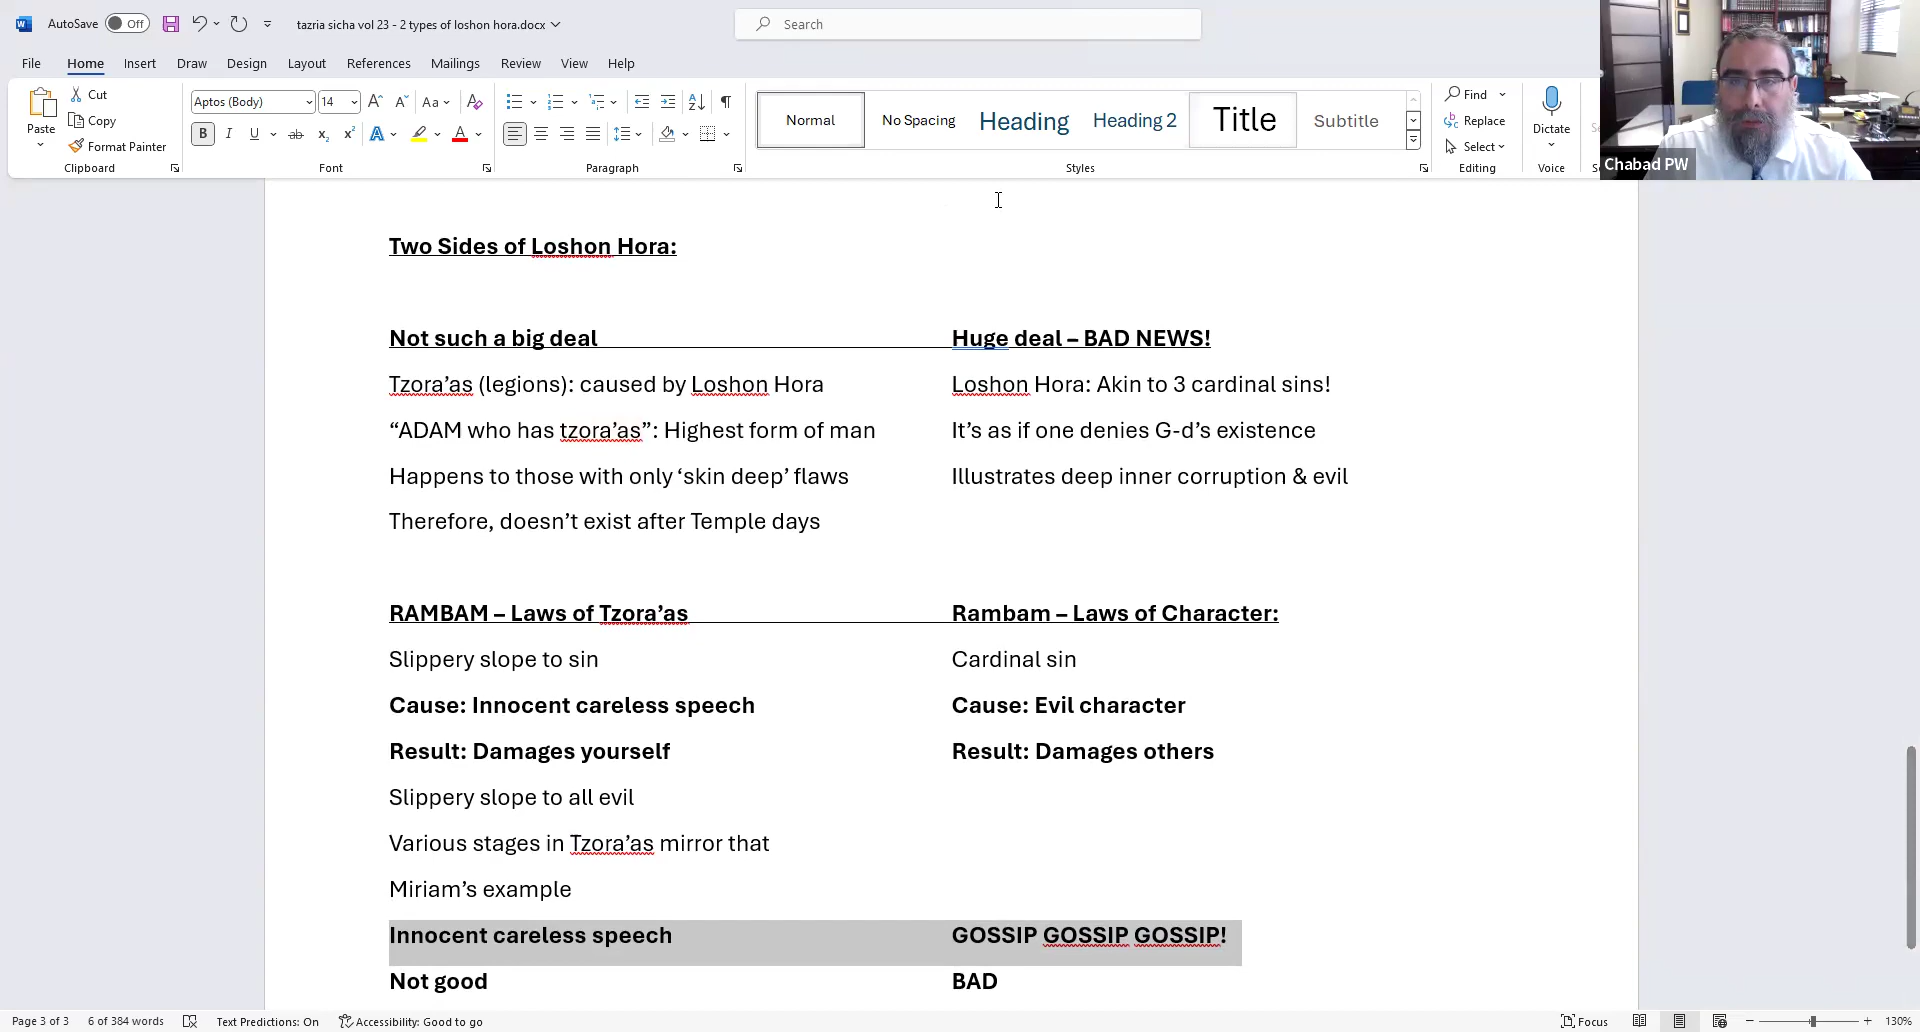 AutoSave Off tazria sicha vol 23 - 2 types of loshon hora.docx Search
File Home Insert Draw Design Layout References Mailings Review View Help
Paste Cut Copy Format Painter
Aptos (Body) 14 Aa
B I U ab x₂ x² A A
Normal No Spacing Heading Heading 2 Title Subtitle
Find Replace Select
Dictate
Clipboard Font Paragraph Styles Editing Voice
Chabad PW
Two Sides of Loshon Hora:
Not such a big deal Huge deal – BAD NEWS!
Tzora’as (legions): caused by Loshon Hora Loshon Hora: Akin to 3 cardinal sins!
“ADAM who has tzora’as”: Highest form of man It’s as if one denies G-d’s existence
Happens to those with only ‘skin deep’ flaws Illustrates deep inner corruption & evil
Therefore, doesn’t exist after Temple days
RAMBAM – Laws of Tzora’as Rambam – Laws of Character:
Slippery slope to sin Cardinal sin
Cause: Innocent careless speech Cause: Evil character
Result: Damages yourself Result: Damages others
Slippery slope to all evil
Various stages in Tzora’as mirror that
Miriam’s example
Innocent careless speech GOSSIP GOSSIP GOSSIP!
Not good BAD
Page 3 of 3 6 of 384 words Text Predictions: On Accessibility: Good to go Focus 130%